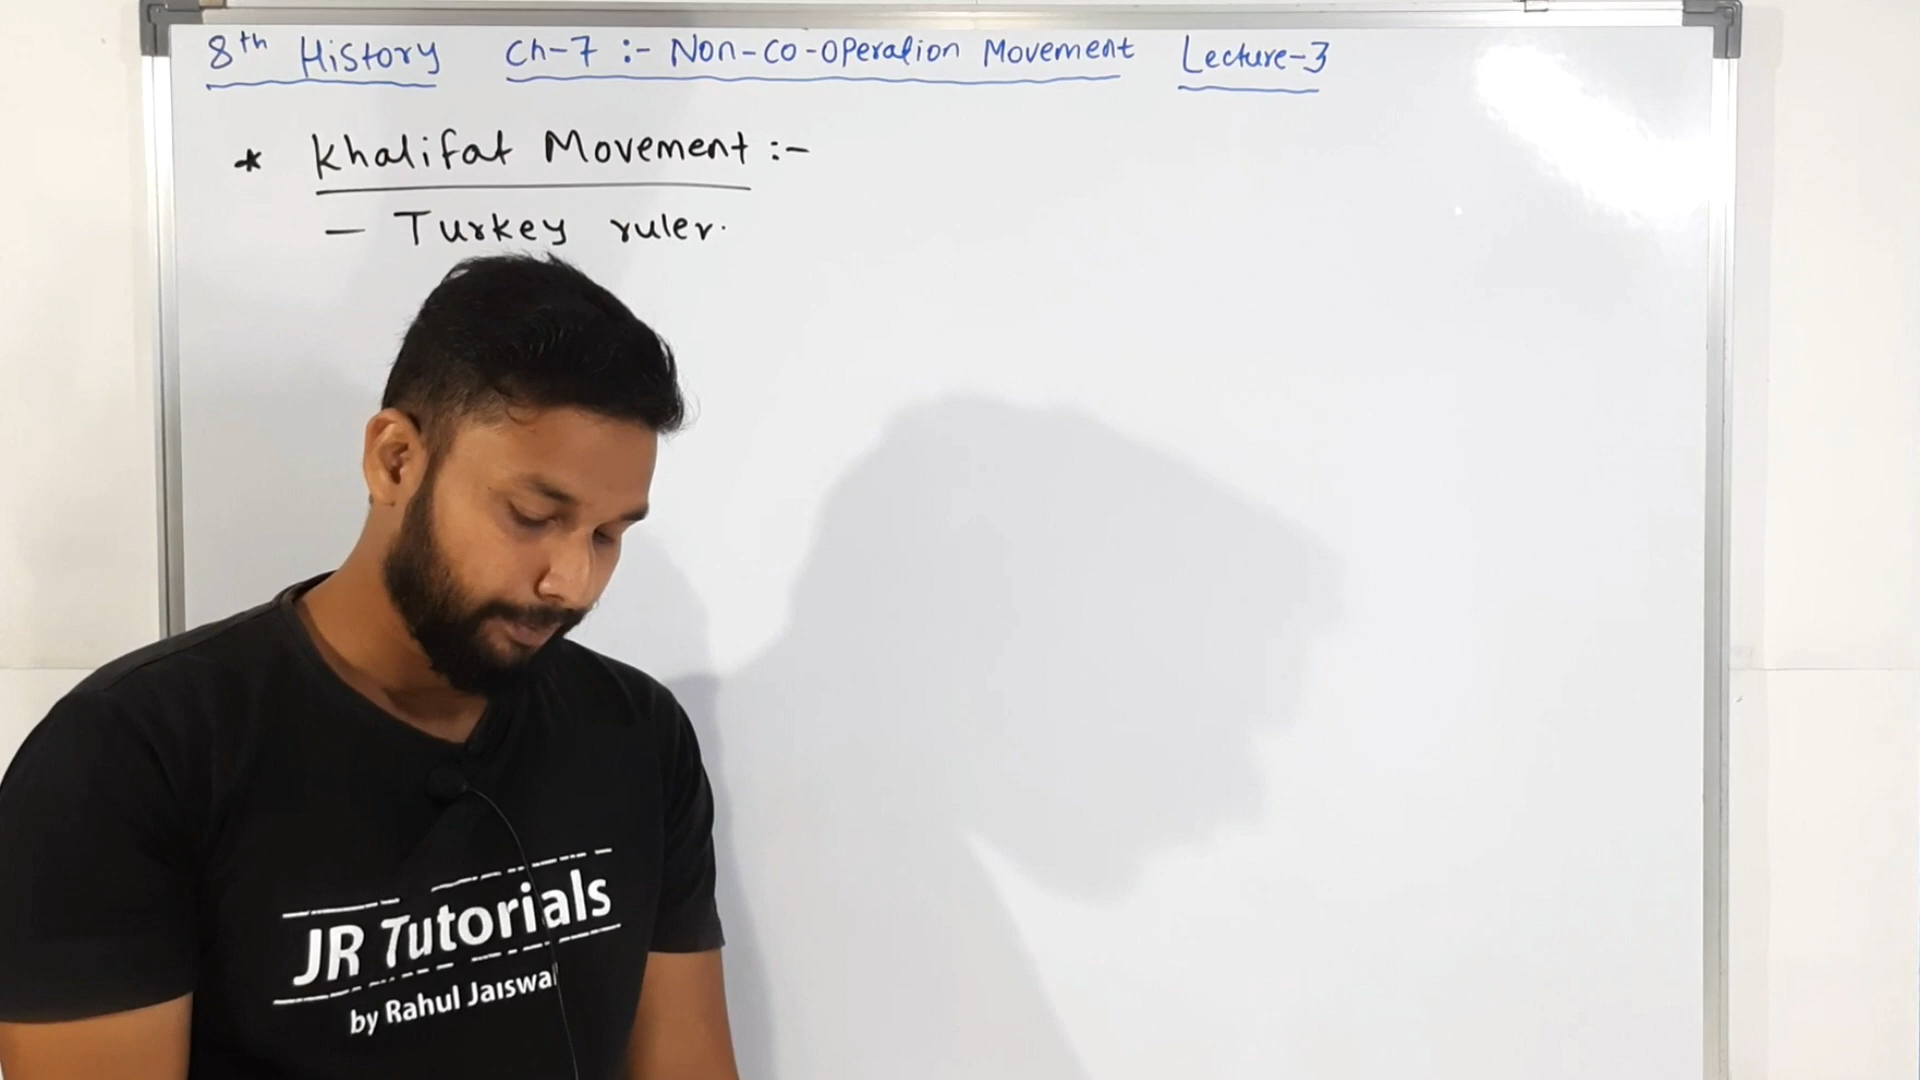 8th History Ch-7 :- Non-Co-operation Movement Lecture-3
* Khalifat Movement :-
- Turkey ruler.
JR Tutorials
by Rahul Jaiswal